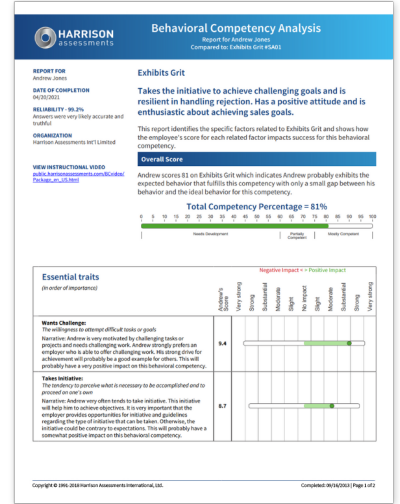 HARRISON
assessments
Behavioral Competency Analysis
Report for Andrew Jones
Compared to: Exhibits Grit #SA01
REPORT FOR
Andrew Jones
DATE OF COMPLETION
04/20/2021
RELIABILITY - 99.2%
Answers were very likely accurate and
truthful
ORGANIZATION
Harrison Assessments Int'l Limited
VIEW INSTRUCTIONAL VIDEO
public.harrisonassessments.com/BCvideo/
Package_en_US.html
Exhibits Grit
Takes the initiative to achieve challenging goals and is
resilient in handling rejection. Has a positive attitude and is
enthusiastic about achieving sales goals.
This report identifies the specific factors related to Exhibits Grit and shows how
the employee's score for each related factor impacts success for this behavioral
competency.
Overall Score
Andrew scores 81 on Exhibits Grit which indicates Andrew probably exhibits the
expected behavior that fulfills this competency with only a small gap between his
behavior and the ideal behavior for this competency.
Total Competency Percentage = 81%
0 5 10 15 20 25 30 35 40 45 50 55 60 65 70 75 80 85 90 95 100
Needs Development
Partially
Competent
Mostly Competent
Essential traits
(in order of importance)
Negative Impact < > Positive Impact
Andrew's
Score
Very strong
Strong
Substantial
Moderate
Slight
No impact
Slight
Moderate
Substantial
Strong
Very strong
Wants Challenge:
The willingness to attempt difficult tasks or goals
Narrative: Andrew is very motivated by challenging tasks or
projects and needs challenging work. Andrew strongly prefers an
employer who is able to offer challenging work. His strong drive for
achievement will probably be a good example for others. This will
probably have a very positive impact on this behavioral competency.
9.4
Takes Initiative:
The tendency to perceive what is necessary to be accomplished and to
proceed on one's own
Narrative: Andrew very often tends to take initiative. This initiative
will help him to achieve objectives. It is very important that the
employer provides opportunities for initiative and guidelines
regarding the type of initiative that can be taken. Otherwise, the
initiative could be contrary to expectations. This will probably have a
somewhat positive impact on this behavioral competency.
8.7
Copyright © 1991-2018 Harrison Assessments International, Ltd.
Completed: 09/16/2013 | Page 1 of 2